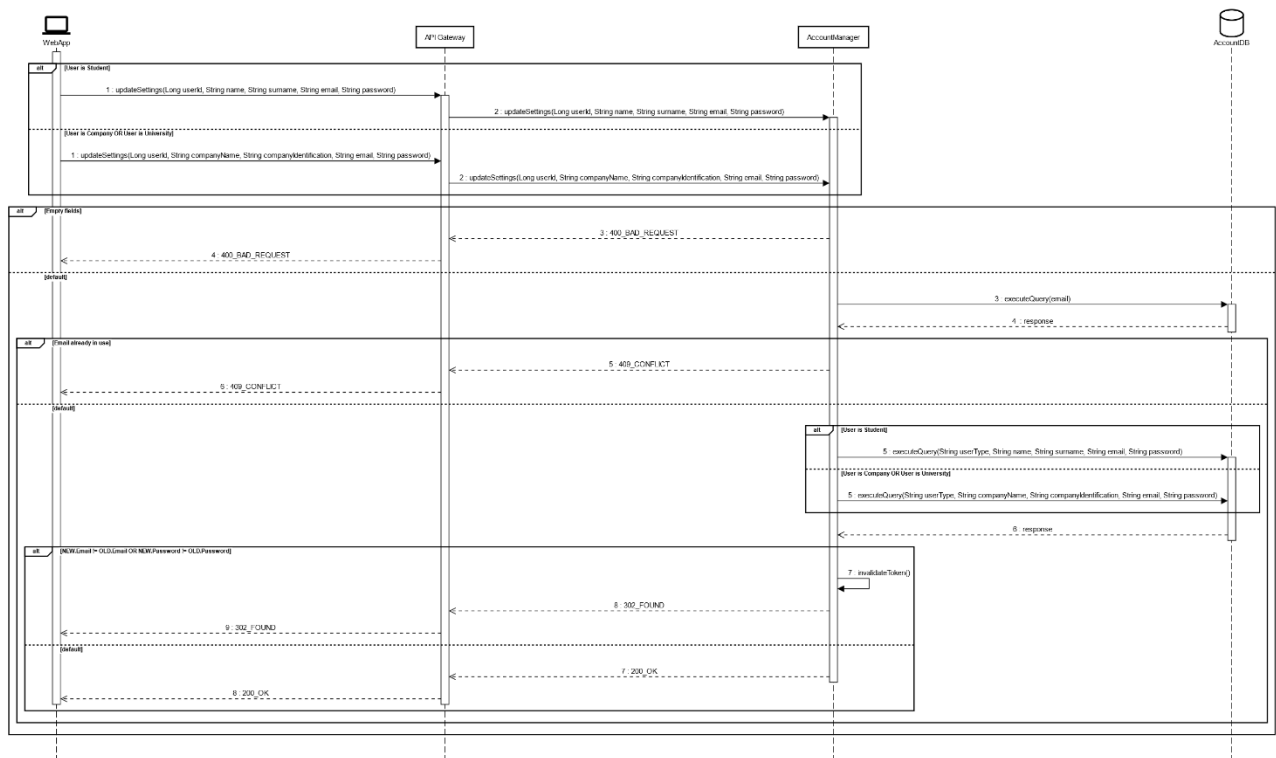 WebApp
API Gateway
AccountManager
AccountDB
alt [User is Student]
1 : updateSettings(Long userId, String name, String surname, String email, String password)
2 : updateSettings(Long userId, String name, String surname, String email, String password)
[User is Company OR User is University]
1 : updateSettings(Long userId, String companyName, String companyIdentification, String email, String password)
2 : updateSettings(Long userId, String companyName, String companyIdentification, String email, String password)
alt [Empty fields]
3 : 400_BAD_REQUEST
4 : 400_BAD_REQUEST
[default]
3 : executeQuery(email)
4 : response
alt [Email already in use]
5 : 409_CONFLICT
6 : 409_CONFLICT
[default]
alt [User is Student]
5 : executeQuery(String userType, String name, String surname, String email, String password)
[User is Company OR User is University]
5 : executeQuery(String userType, String companyName, String companyIdentification, String email, String password)
6 : response
alt [NEW.Email != OLD.Email OR NEW.Password != OLD.Password]
7 : invalidateToken()
8 : 302_FOUND
9 : 302_FOUND
[default]
7 : 200_OK
8 : 200_OK